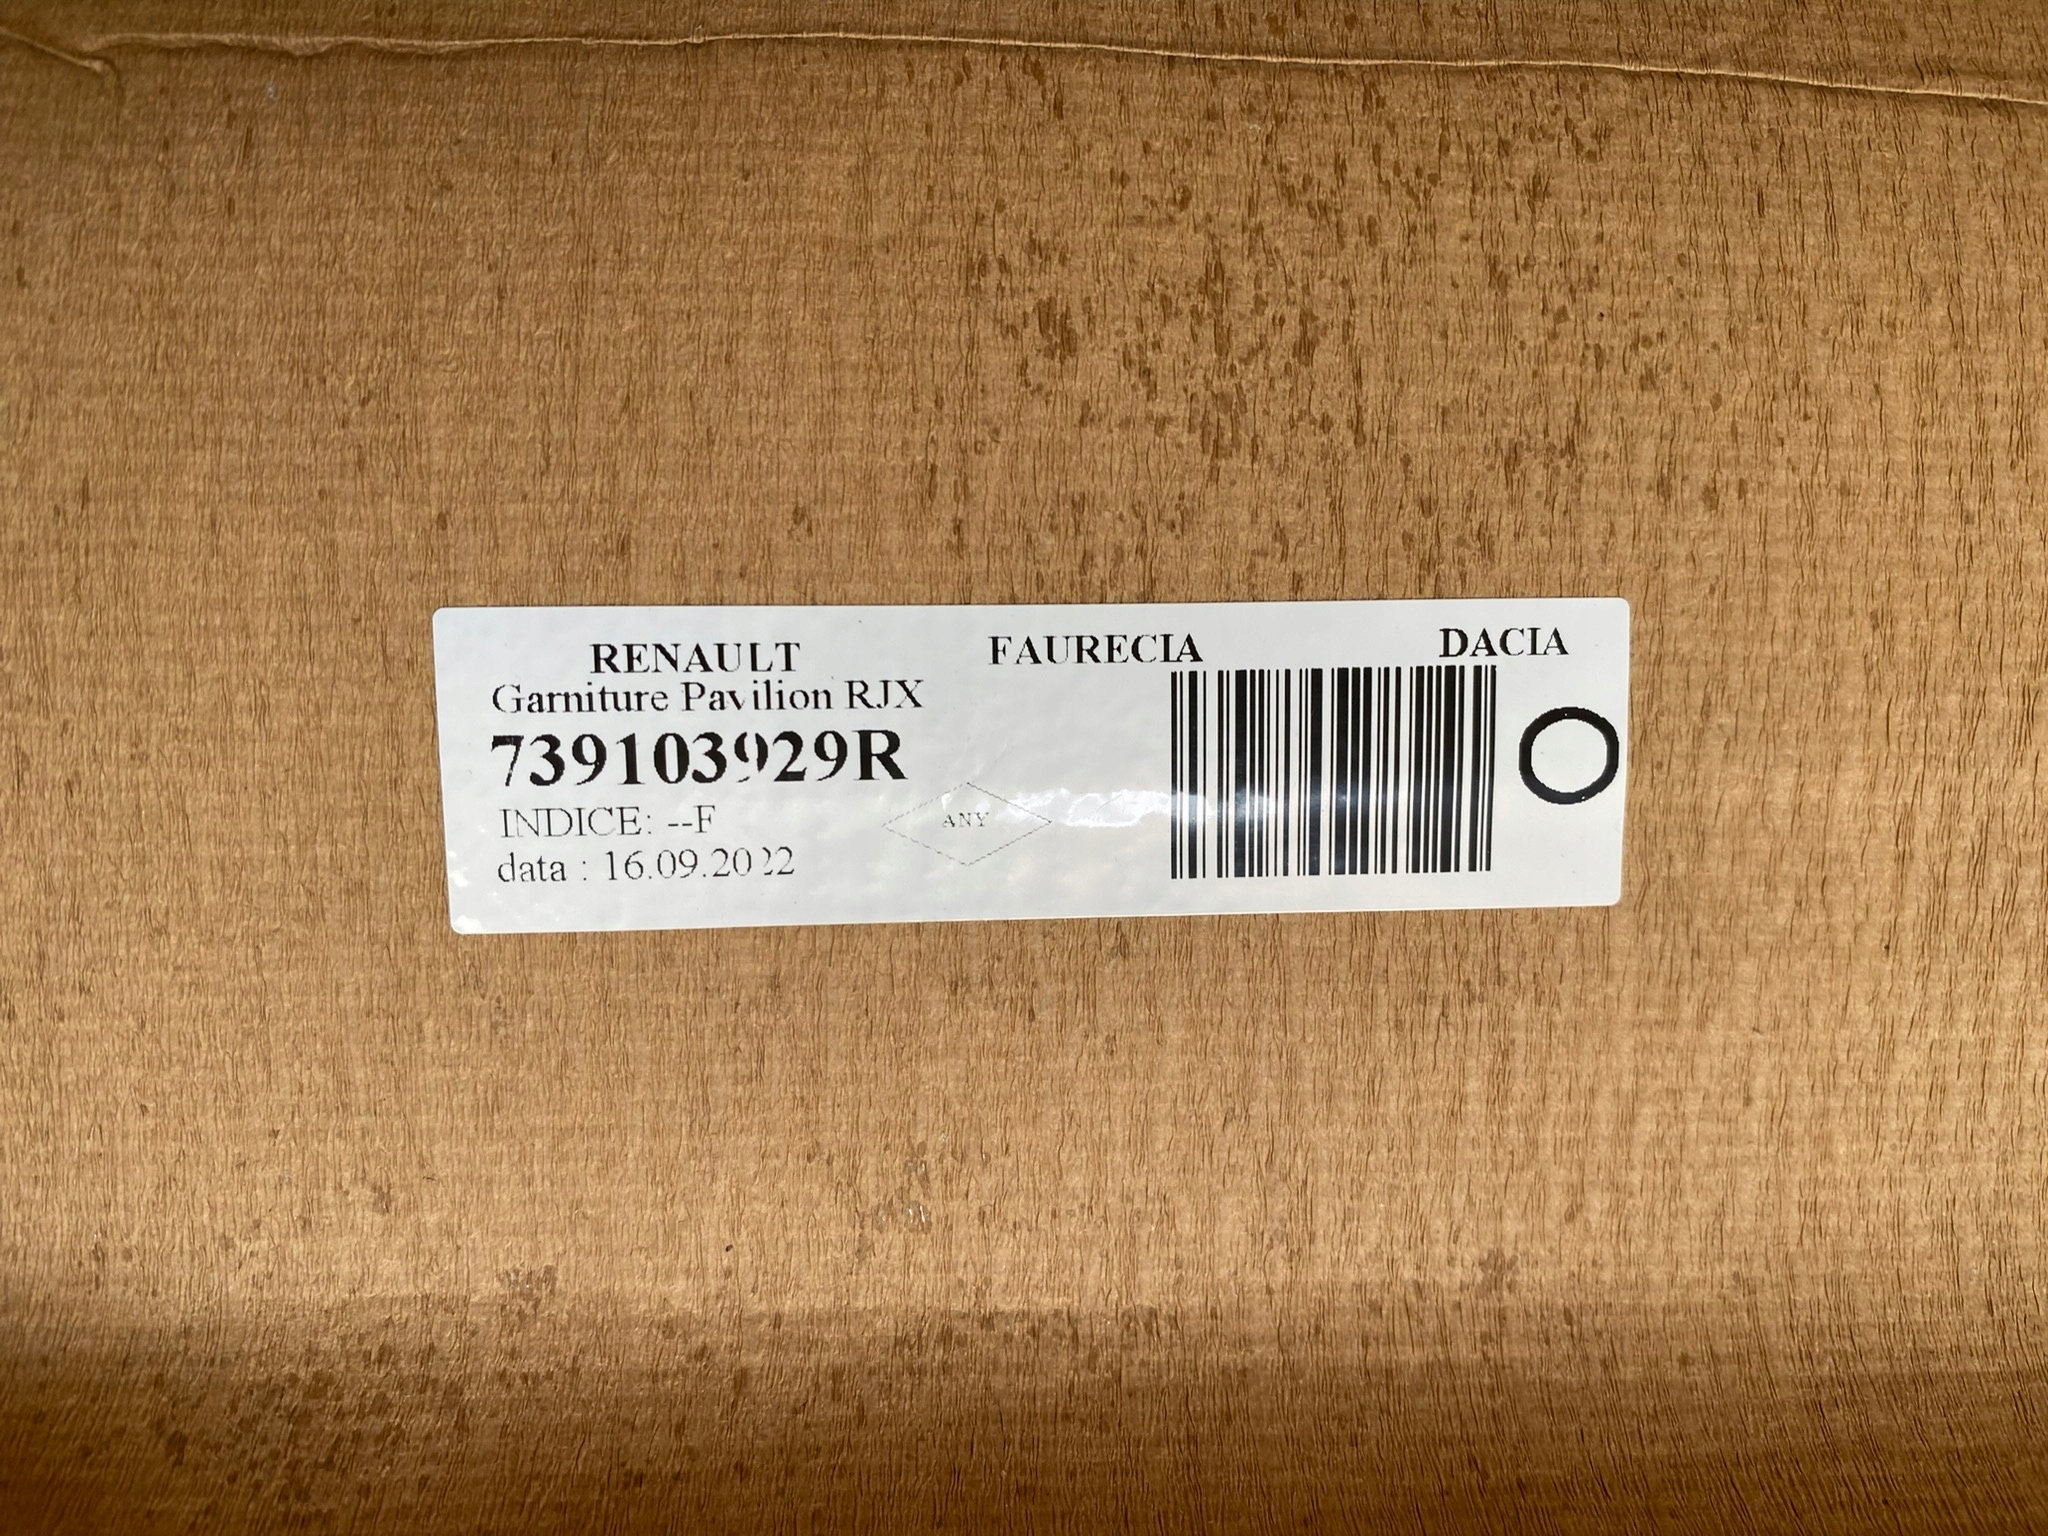 RENAULT FAURECIA DACIA
Garniture Pavilion RJX
739103929R
INDICE: --F
ANY
data : 16.09.2022